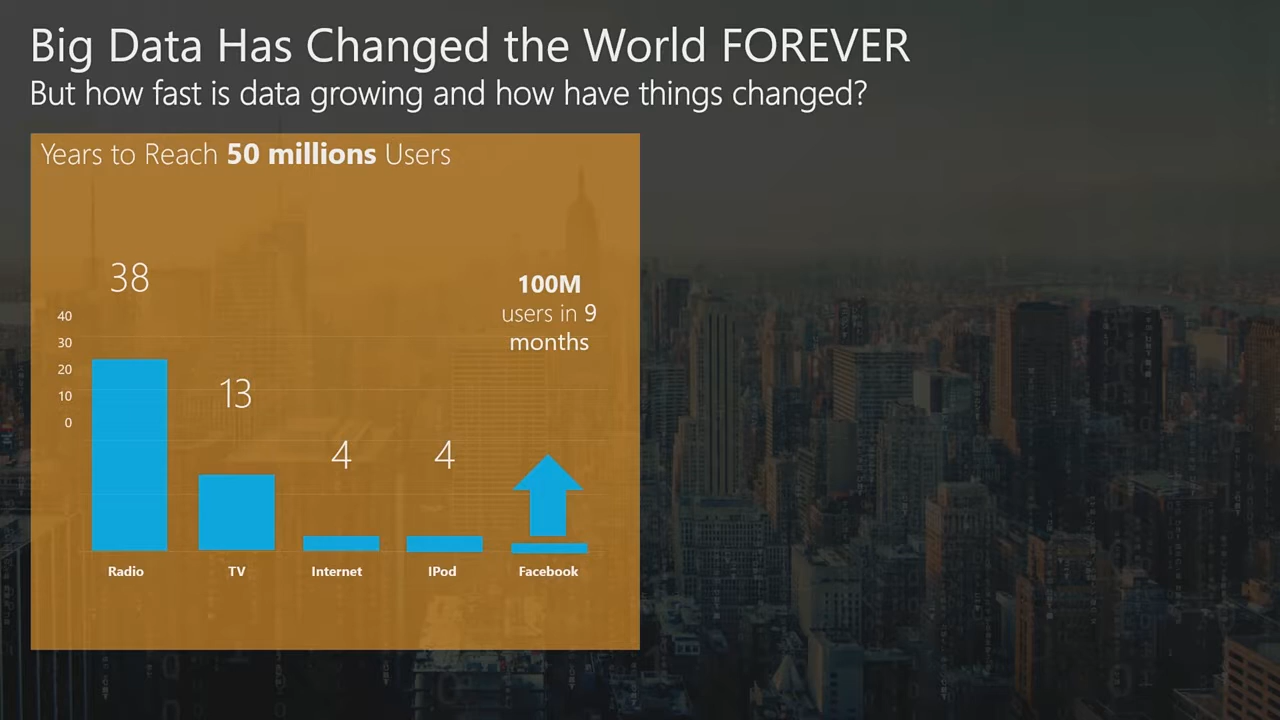 Big Data Has Changed the World FOREVER
But how fast is data growing and how have things changed?
Years to Reach 50 millions Users
38
13
4
4
100M
users in 9
months
40
30
20
10
0
Radio
TV
Internet
IPod
Facebook